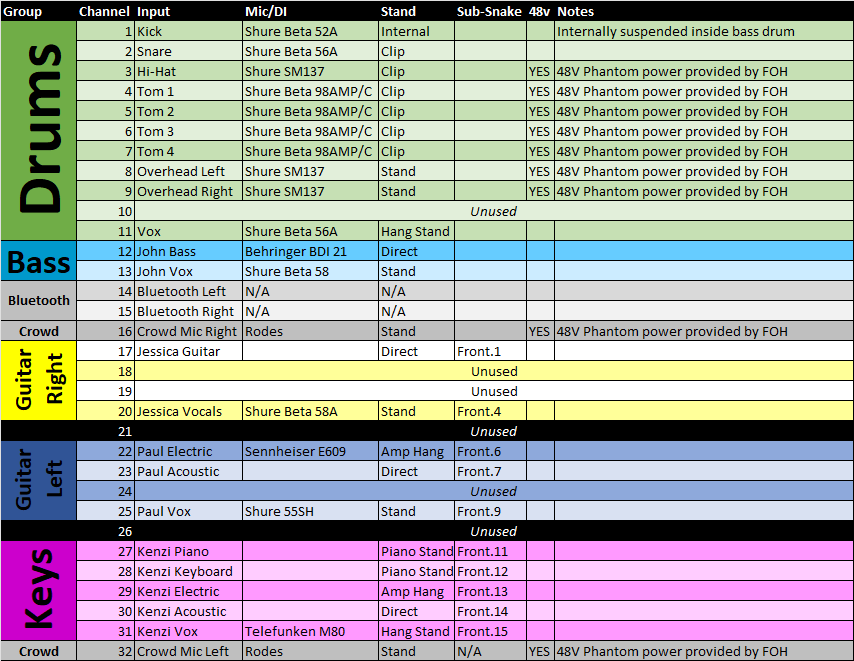 Group Channel Input Mic/DI Stand Sub-Snake 48v Notes
Drums
1 Kick Shure Beta 52A Internal Internally suspended inside bass drum
2 Snare Shure Beta 56A Clip
3 Hi-Hat Shure SM137 Clip YES 48V Phantom power provided by FOH
4 Tom 1 Shure Beta 98AMP/C Clip YES 48V Phantom power provided by FOH
5 Tom 2 Shure Beta 98AMP/C Clip YES 48V Phantom power provided by FOH
6 Tom 3 Shure Beta 98AMP/C Clip YES 48V Phantom power provided by FOH
7 Tom 4 Shure Beta 98AMP/C Clip YES 48V Phantom power provided by FOH
8 Overhead Left Shure SM137 Stand YES 48V Phantom power provided by FOH
9 Overhead Right Shure SM137 Stand YES 48V Phantom power provided by FOH
10 Unused
11 Vox Shure Beta 56A Hang Stand
Bass
12 John Bass Behringer BDI 21 Direct
13 John Vox Shure Beta 58 Stand
Bluetooth
14 Bluetooth Left N/A N/A
15 Bluetooth Right N/A N/A
Crowd 16 Crowd Mic Right Rodes Stand YES 48V Phantom power provided by FOH
Guitar
Right
17 Jessica Guitar Direct Front.1
18 Unused
19 Unused
20 Jessica Vocals Shure Beta 58A Stand Front.4
21 Unused
Guitar
Left
22 Paul Electric Sennheiser E609 Amp Hang Front.6
23 Paul Acoustic Direct Front.7
24 Unused
25 Paul Vox Shure 55SH Stand Front.9
26 Unused
Keys
27 Kenzi Piano Piano Stand Front.11
28 Kenzi Keyboard Piano Stand Front.12
29 Kenzi Electric Amp Hang Front.13
30 Kenzi Acoustic Direct Front.14
31 Kenzi Vox Telefunken M80 Hang Stand Front.15
Crowd 32 Crowd Mic Left Rodes Stand N/A YES 48V Phantom power provided by FOH